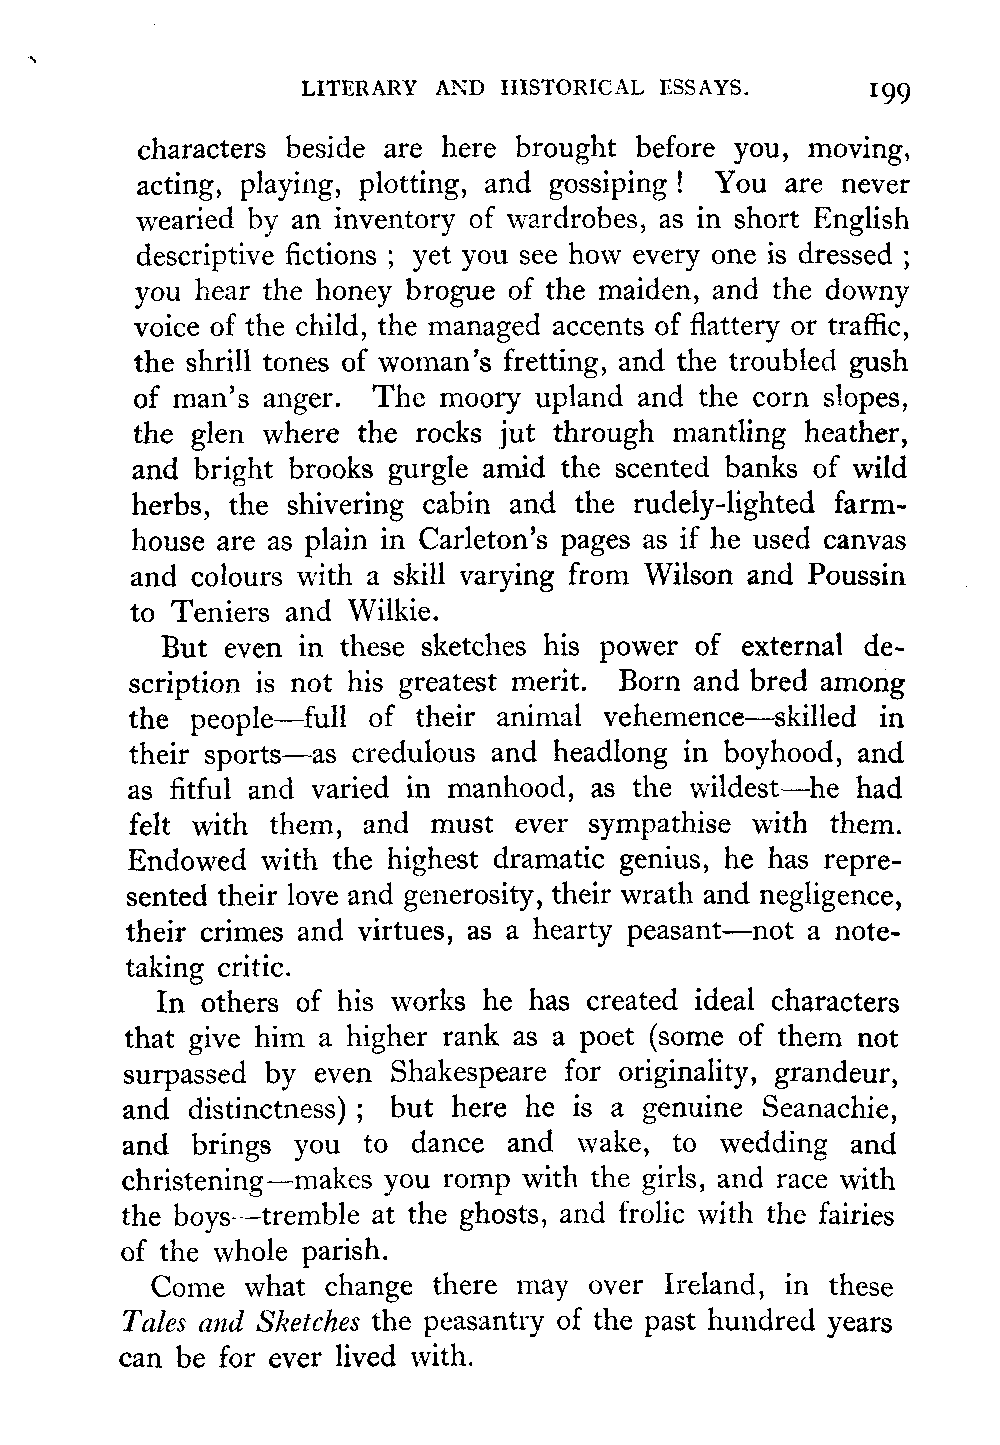 LITERARY AND HISTORICAL ESSAYS. 199
characters beside are here brought before you, moving,
acting, playing, plotting, and gossiping ! You are never
wearied by an inventory of wardrobes, as in short English
descriptive fictions ; yet you see how every one is dressed ;
you hear the honey brogue of the maiden, and the downy
voice of the child, the managed accents of flattery or traffic,
the shrill tones of woman's fretting, and the troubled gush
of man's anger. The moory upland and the corn slopes,
the glen where the rocks jut through mantling heather,
and bright brooks gurgle amid the scented banks of wild
herbs, the shivering cabin and the rudely-lighted farm-
house are as plain in Carleton's pages as if he used canvas
and colours with a skill varying from Wilson and Poussin
to Teniers and Wilkie.
But even in these sketches his power of external de-
scription is not his greatest merit. Born and bred among
the people—full of their animal vehemence—skilled in
their sports—as credulous and headlong in boyhood, and
as fitful and varied in manhood, as the wildest—he had
felt with them, and must ever sympathise with them.
Endowed with the highest dramatic genius, he has repre-
sented their love and generosity, their wrath and negligence,
their crimes and virtues, as a hearty peasant—not a note-
taking critic.
In others of his works he has created ideal characters
that give him a higher rank as a poet (some of them not
surpassed by even Shakespeare for originality, grandeur,
and distinctness) ; but here he is a genuine Seanachie,
and brings you to dance and wake, to wedding and
christening—makes you romp with the girls, and race with
the boys—tremble at the ghosts, and frolic with the fairies
of the whole parish.
Come what change there may over Ireland, in these
Tales and Sketches the peasantry of the past hundred years
can be for ever lived with.